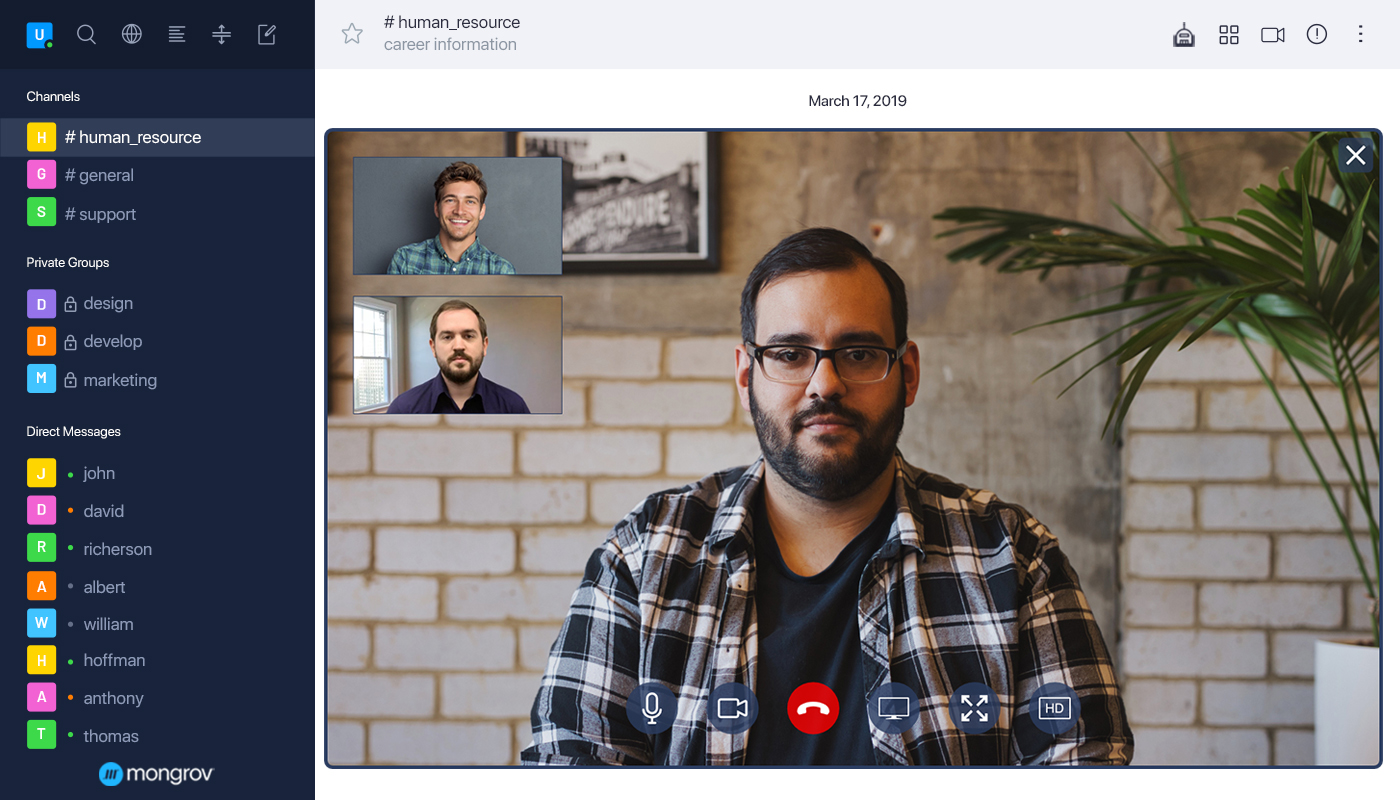 U
Channels
H # human_resource
G # general
S # support
Private Groups
D design
D develop
M marketing
Direct Messages
J john
D david
R richerson
A albert
W william
H hoffman
A anthony
T thomas
mongrov
# human_resource
career information
March 17, 2019
HD